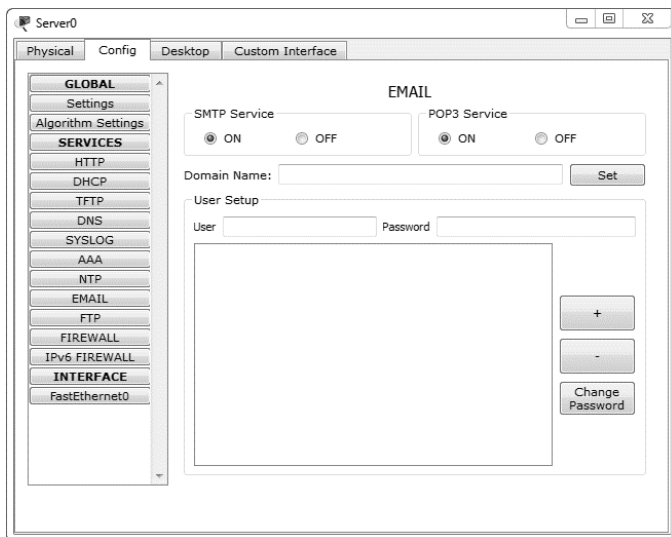 Server0
Physical Config Desktop Custom Interface
GLOBAL
Settings
Algorithm Settings
SERVICES
HTTP
DHCP
TFTP
DNS
SYSLOG
AAA
NTP
EMAIL
FTP
FIREWALL
IPv6 FIREWALL
INTERFACE
FastEthernet0
EMAIL
SMTP Service
ON OFF
POP3 Service
ON OFF
Domain Name: Set
User Setup
User Password
+
-
Change
Password